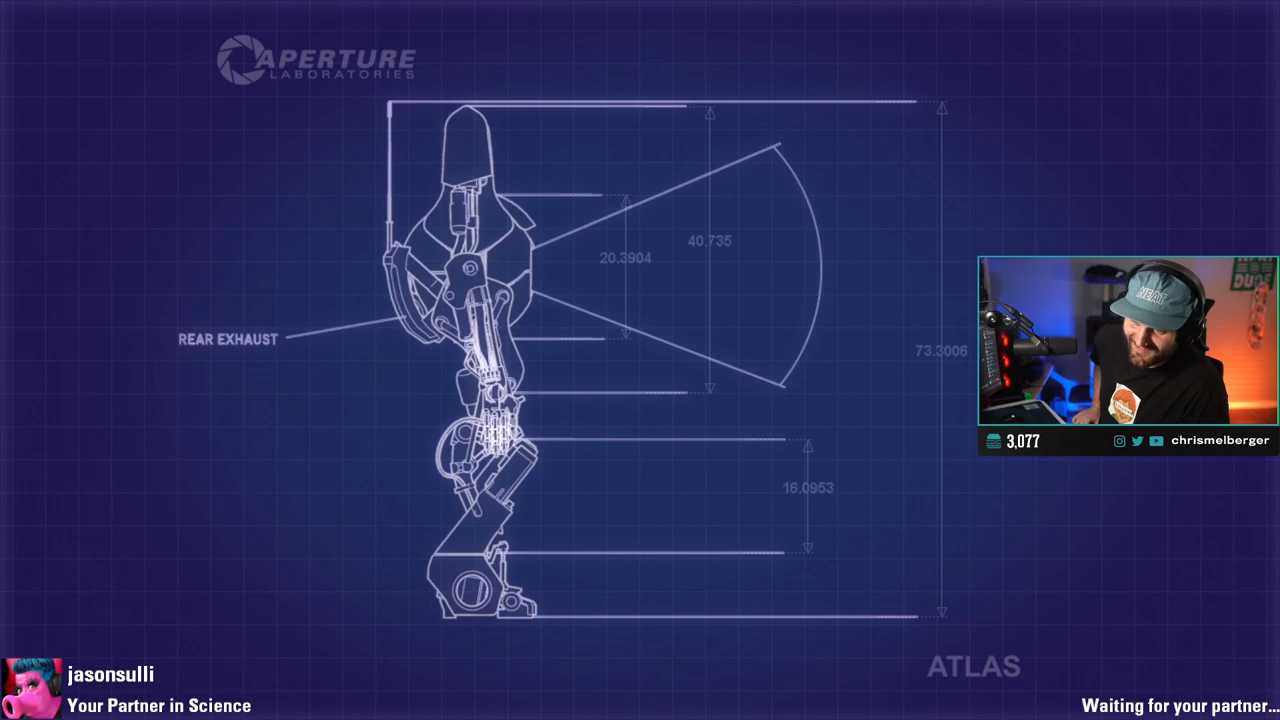 APERTURE
LABORATORIES
40.735
20.3904
REAR EXHAUST
73.3006
NEAT
DUDE
3,077
chrismelberger
16.0953
ATLAS
jasonsulli
Your Partner in Science
Waiting for your partner...